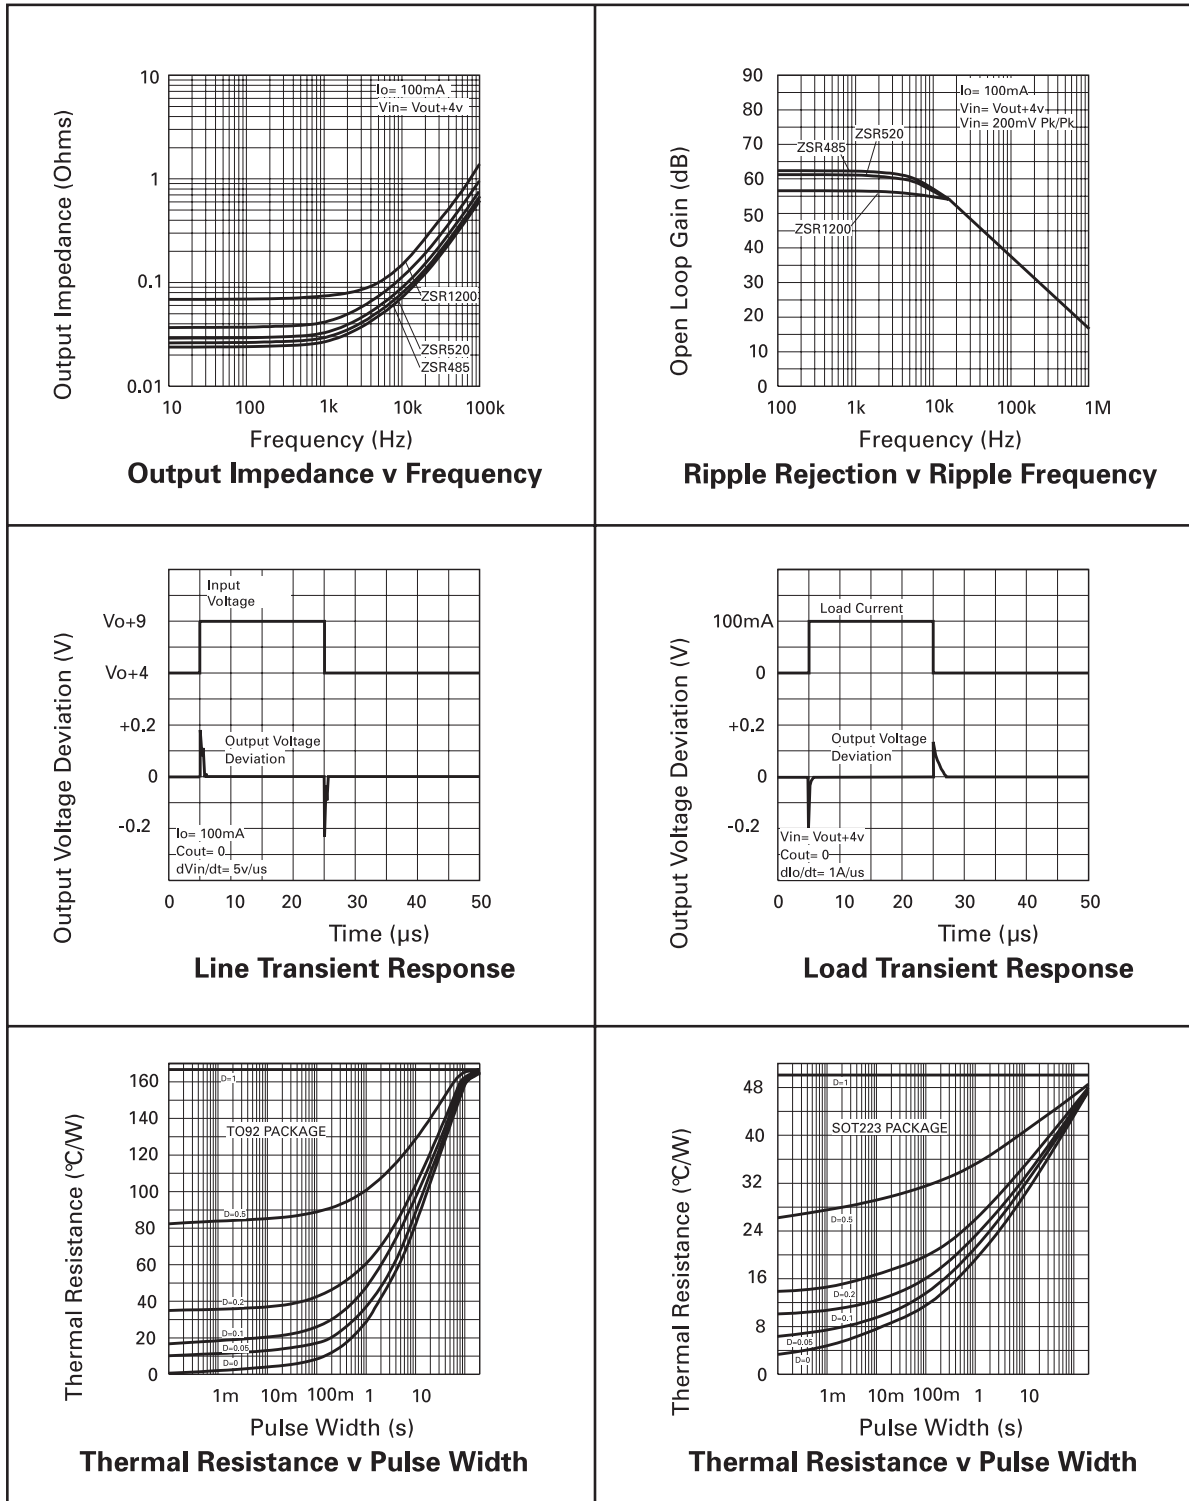 10
Io= 100mA
Vin= Vout+4v
1
0.1
0.01
ZSR1200
ZSR520
ZSR485
10
100
1k
10k
100k
Output Impedance (Ohms)
Frequency (Hz)
Output Impedance v Frequency
90
80
70
60
50
40
30
20
10
0
Io= 100mA
Vin= Vout+4v
Vin= 200mV Pk/Pk
ZSR520
ZSR485
ZSR1200
100
1k
10k
100k
1M
Open Loop Gain (dB)
Frequency (Hz)
Ripple Rejection v Ripple Frequency
Input
Voltage
Vo+9
Vo+4
+0.2
0
-0.2
Output Voltage
Deviation
Io= 100mA
Cout= 0
dVin/dt= 5v/us
0
10
20
30
40
50
Output Voltage Deviation (V)
Time (µs)
Line Transient Response
Load Current
100mA
0
+0.2
0
-0.2
Output Voltage
Deviation
Vin= Vout+4v
Cout= 0
dIo/dt= 1A/us
0
10
20
30
40
50
Output Voltage Deviation (V)
Time (µs)
Load Transient Response
160
140
120
100
80
60
40
20
0
D=1
TO92 PACKAGE
D=0.5
D=0.2
D=0.1
D=0.05
D=0
1m
10m
100m
1
10
Thermal Resistance (°C/W)
Pulse Width (s)
Thermal Resistance v Pulse Width
48
40
32
24
16
8
0
D=1
SOT223 PACKAGE
D=0.5
D=0.2
D=0.1
D=0.05
D=0
1m
10m
100m
1
10
Thermal Resistance (°C/W)
Pulse Width (s)
Thermal Resistance v Pulse Width